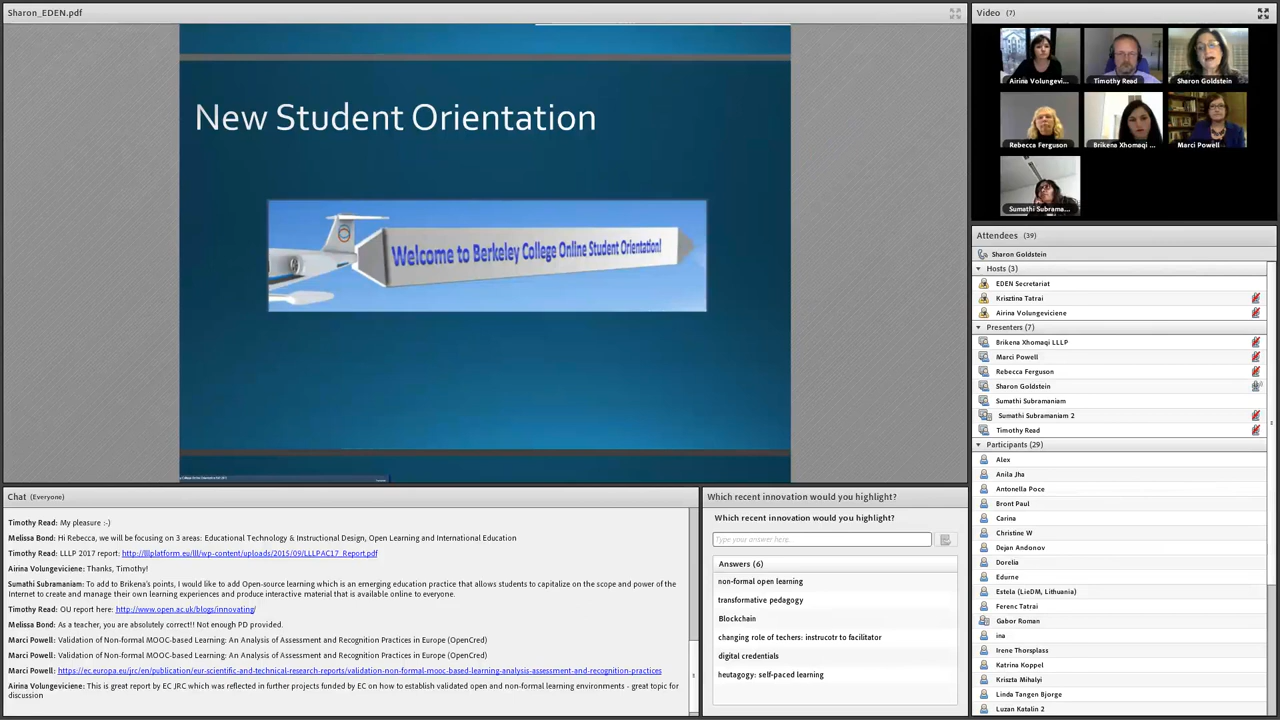 Sharon_EDEN.pdf
New Student Orientation
Welcome to Berkeley College Online Student Orientation!
Video (7)
Airina Volungevi...
Timothy Read
Sharon Goldstein
Rebecca Ferguson
Brikena Xhomaqi ...
Marci Powell
Sumathi Subrama...
Attendees (39)
Sharon Goldstein
Hosts (3)
EDEN Secretariat
Krisztina Tatrai
Airina Volungeviciene
Presenters (7)
Brikena Xhomaqi LLLP
Marci Powell
Rebecca Ferguson
Sharon Goldstein
Sumathi Subramaniam
Sumathi Subramaniam 2
Timothy Read
Participants (29)
Alex
Anila Jha
Antonella Poce
Bront Paul
Carina
Christine W
Dejan Andonov
Dorelia
Edurne
Estela (LieDM, Lithuania)
Ferenc Tatrai
Gabor Roman
ina
Irene Thorsplass
Katrina Koppel
Kriszta Mihalyi
Linda Tangen Bjorge
Luzan Katalin 2
Chat (Everyone)
Timothy Read: My pleasure :-)
Melissa Bond: Hi Rebecca, we will be focusing on 3 areas: Educational Technology & Instructional Design, Open Learning and International Education
Timothy Read: LLLP 2017 report: http://lllplatform.eu/lll/wp-content/uploads/2015/09/LLLPAC17_Report.pdf
Airina Volungeviciene: Thanks, Timothy!
Sumathi Subramaniam: To add to Brikena's points, I would like to add Open-source learning which is an emerging education practice that allows students to capitalize on the scope and power of the
Internet to create and manage their own learning experiences and produce interactive material that is available online to everyone.
Timothy Read: OU report here: http://www.open.ac.uk/blogs/innovating/
Melissa Bond: As a teacher, you are absolutely correct!! Not enough PD provided.
Marci Powell: Validation of Non-formal MOOC-based Learning: An Analysis of Assessment and Recognition Practices in Europe (OpenCred)
Marci Powell: Validation of Non-formal MOOC-based Learning: An Analysis of Assessment and Recognition Practices in Europe (OpenCred)
Marci Powell: https://ec.europa.eu/jrc/en/publication/eur-scientific-and-technical-research-reports/validation-non-formal-mooc-based-learning-analysis-assessment-and-recognition-practices
Airina Volungeviciene: This is great report by EC JRC which was reflected in further projects funded by EC on how to establish validated open and non-formal learning environments - great topic for
discussion
Which recent innovation would you highlight?
Which recent innovation would you highlight?
Type your answer here.
Answers (6)
non-formal open learning
transformative pedagogy
Blockchain
changing role of techers: instrucotr to facilitator
digital credentials
heutagogy: self-paced learning